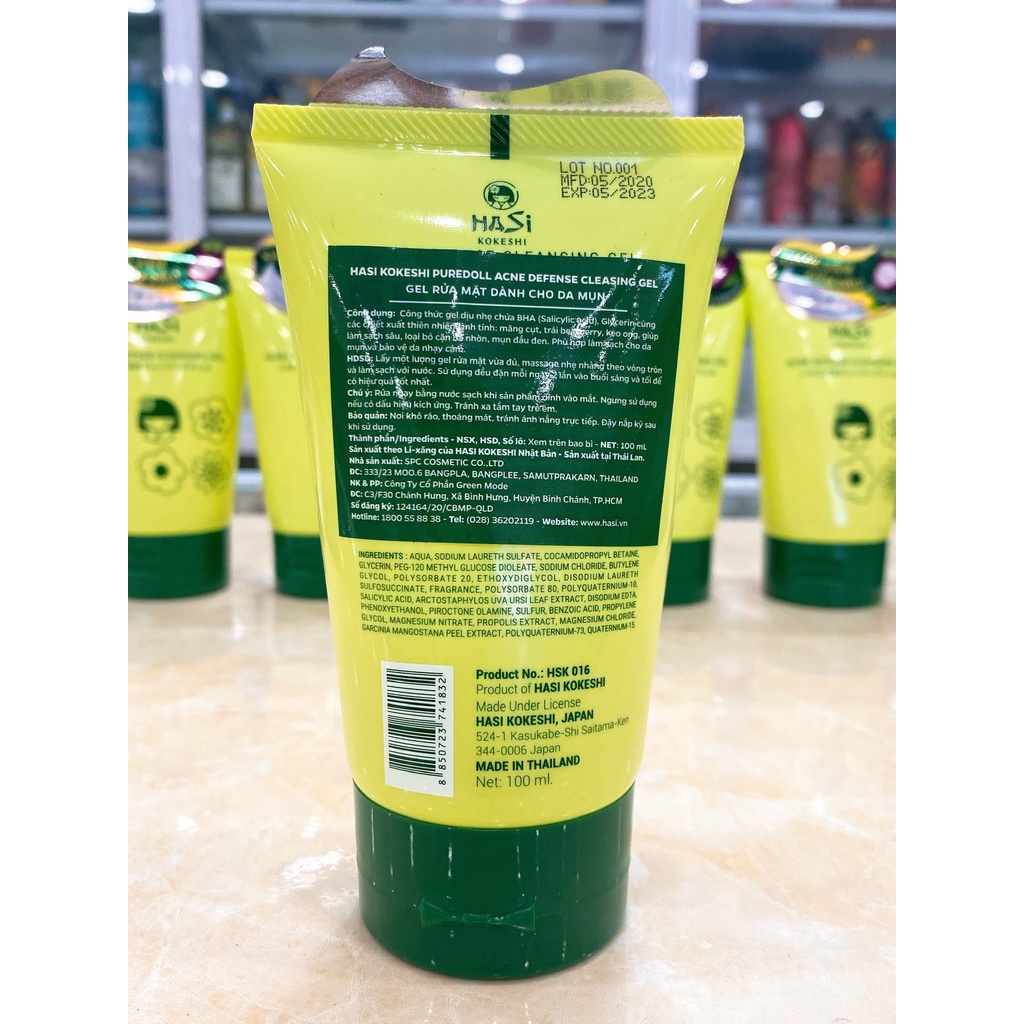 LOT NO.001
MFD:05/2020
EXP:05/2023
HASi
KOKESHI
CLEANSING GEL
HASI KOKESHI PUREDOLL ACNE DEFENSE CLEASING GEL
GEL RỬA MẶT DÀNH CHO DA MỤN
Công dụng: Công thức gel dịu nhẹ chứa BHA (Salicylic acid), Glycerin cùng
các chiết xuất thiên nhiên lành tính: măng cụt, trái bearberry, keo ong, giúp
làm sạch sâu, loại bỏ cặn bã nhờn, mụn đầu đen. Phù hợp làm sạch cho da
mụn và bảo vệ da nhạy cảm.
HDSD: Lấy một lượng gel rửa mặt vừa đủ, massage nhẹ nhàng theo vòng tròn
và làm sạch với nước. Sử dụng đều đặn mỗi ngày 2 lần vào buổi sáng và tối để
có hiệu quả tốt nhất.
Chú ý: Rửa ngay bằng nước sạch khi sản phẩm dính vào mắt. Ngưng sử dụng
nếu có dấu hiệu kích ứng. Tránh xa tầm tay trẻ em.
Bảo quản: Nơi khô ráo, thoáng mát, tránh ánh nắng trực tiếp. Đậy nắp kỹ sau
khi sử dụng.
Thành phần/Ingredients - NSX, HSD, Số lô: Xem trên bao bì - NET: 100 mL
Sản xuất theo Li-xăng của HASI KOKESHI Nhật Bản - Sản xuất tại Thái Lan.
Nhà sản xuất: SPC COSMETIC CO.,LTD
ĐC: 333/23 MOO.6 BANGPLA, BANGPLEE, SAMUTPRAKARN, THAILAND
NK & PP: Công Ty Cổ Phần Green Mode
ĐC: C3/F30 Chánh Hưng, Xã Bình Hưng, Huyện Bình Chánh, TP.HCM
Số đăng ký: 124164/20/CBMP-QLD
Hotline: 1800 55 88 38 - Tel: (028) 36202119 - Website: www.hasi.vn
INGREDIENTS : AQUA, SODIUM LAURETH SULFATE, COCAMIDOPROPYL BETAINE,
GLYCERIN, PEG-120 METHYL GLUCOSE DIOLEATE, SODIUM CHLORIDE, BUTYLENE
GLYCOL, POLYSORBATE 20, ETHOXYDIGLYCOL, DISODIUM LAURETH
SULFOSUCCINATE, FRAGRANCE, POLYSORBATE 80, POLYQUATERNIUM-10,
SALICYLIC ACID, ARCTOSTAPHYLOS UVA URSI LEAF EXTRACT, DISODIUM EDTA,
PHENOXYETHANOL, PIROCTONE OLAMINE, SULFUR, BENZOIC ACID, PROPYLENE
GLYCOL, MAGNESIUM NITRATE, PROPOLIS EXTRACT, MAGNESIUM CHLORIDE,
GARCINIA MANGOSTANA PEEL EXTRACT, POLYQUATERNIUM-73, QUATERNIUM-15.
8 850723 741832
Product No.: HSK 016
Product of HASI KOKESHI
Made Under License
HASI KOKESHI, JAPAN
524-1 Kasukabe-Shi Saitama-Ken
344-0006 Japan
MADE IN THAILAND
Net: 100 ml.
HASi
HASi